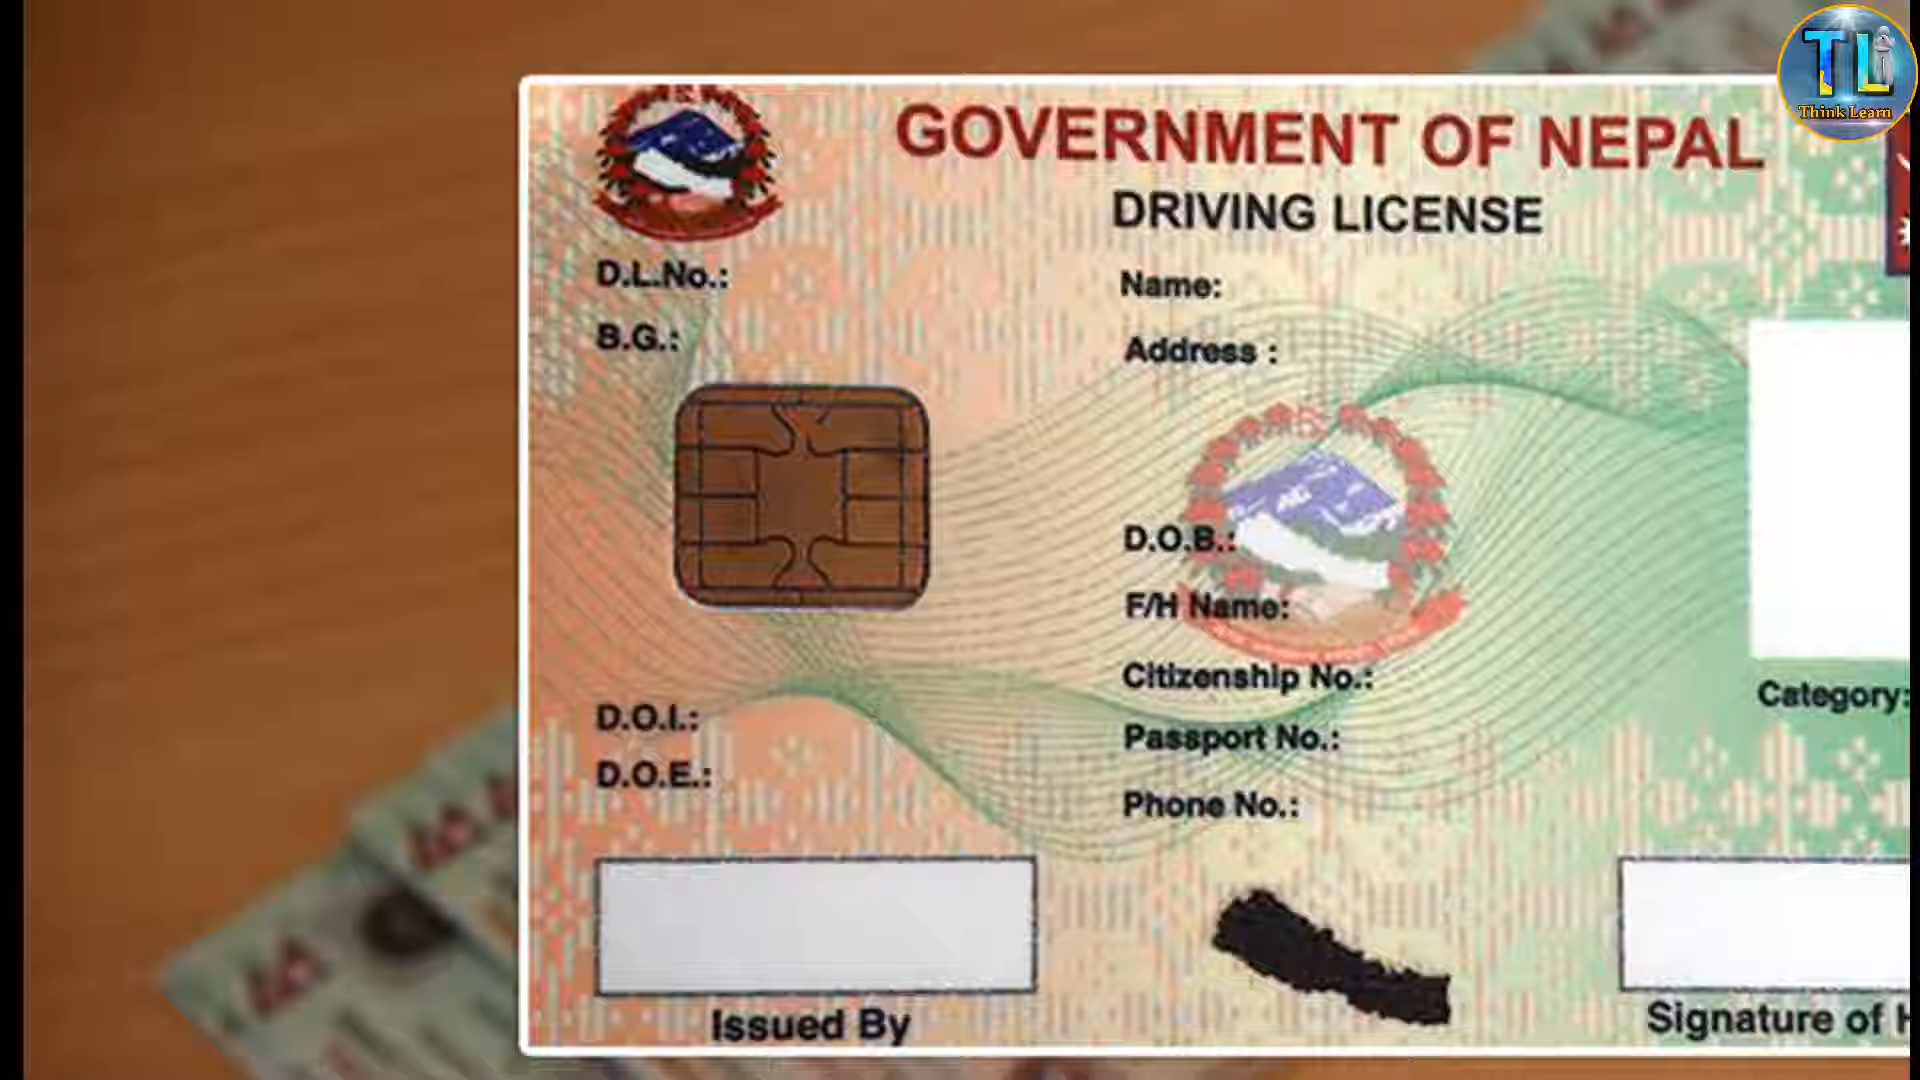 TL
Think Learn
GOVERNMENT OF NEPAL
DRIVING LICENSE
D.L.No.:
B.G.:
Name:
Address :
D.O.B.:
F/H Name:
Citizenship No.:
Passport No.:
Phone No.:
Category:
D.O.I.:
D.O.E.:
Issued By
Signature of H